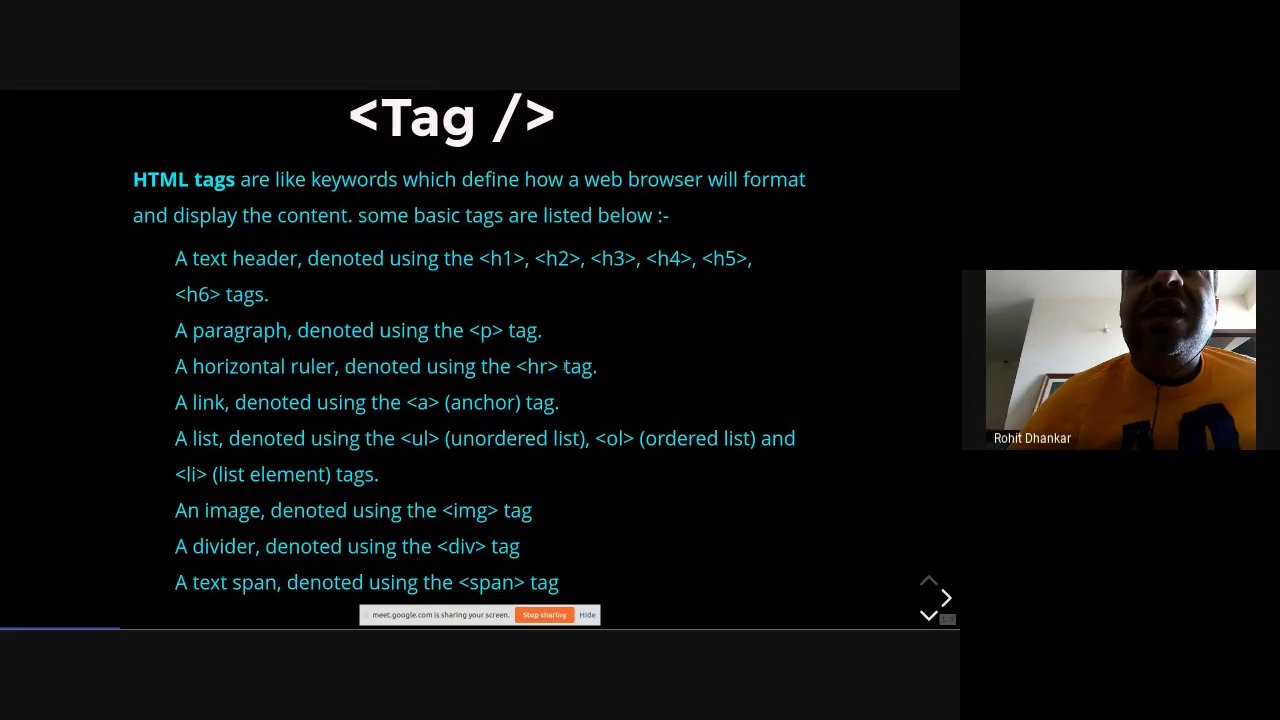 <Tag />
HTML tags are like keywords which define how a web browser will format
and display the content. some basic tags are listed below :-
A text header, denoted using the <h1>, <h2>, <h3>, <h4>, <h5>,
<h6> tags.
A paragraph, denoted using the <p> tag.
A horizontal ruler, denoted using the <hr> tag.
A link, denoted using the <a> (anchor) tag.
A list, denoted using the <ul> (unordered list), <ol> (ordered list) and
<li> (list element) tags.
An image, denoted using the <img> tag
A divider, denoted using the <div> tag
A text span, denoted using the <span> tag
meet.google.com is sharing your screen. Stop sharing Hide
Rohit Dhankar